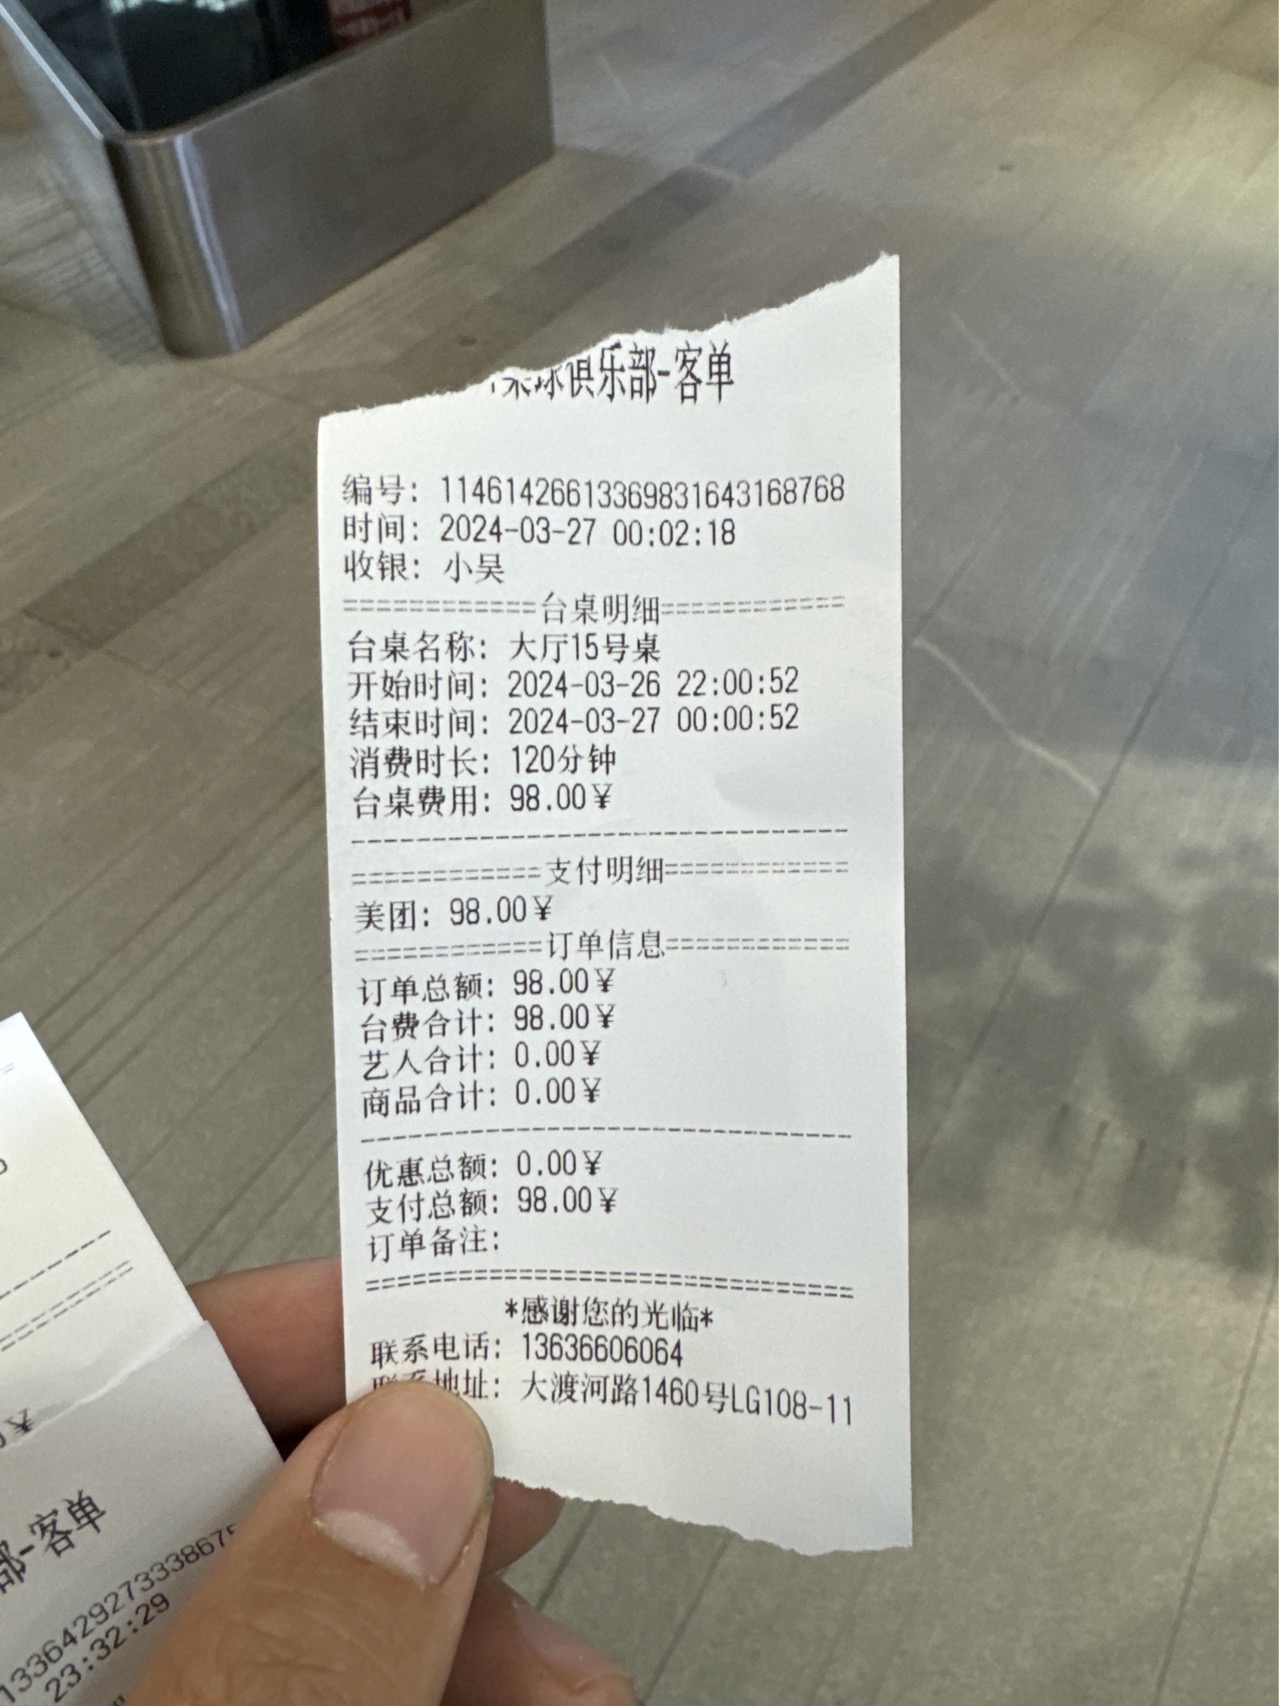 桌球俱乐部-客单
编号: 11461426613369831643168768
时间: 2024-03-27 00:02:18
收银: 小吴
============台桌明细============
台桌名称: 大厅15号桌
开始时间: 2024-03-26 22:00:52
结束时间: 2024-03-27 00:00:52
消费时长: 120分钟
台桌费用: 98.00¥
--------------------------------
============支付明细============
美团: 98.00¥
============订单信息============
订单总额: 98.00¥
台费合计: 98.00¥
艺人合计: 0.00¥
商品合计: 0.00¥
--------------------------------
优惠总额: 0.00¥
支付总额: 98.00¥
订单备注:
================================
*感谢您的光临*
联系电话: 13636606064
联系地址: 大渡河路1460号LG108-11
¥
部-客单
1336429273338675
23:32:29